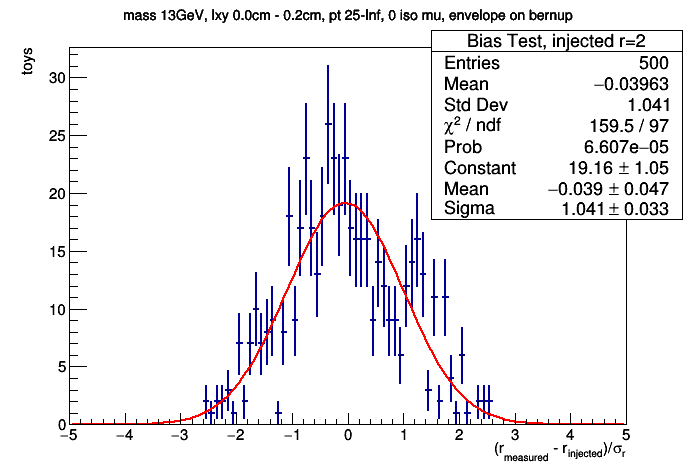 mass 13GeV, lxy 0.0cm - 0.2cm, pt 25-Inf, 0 iso mu, envelope on bernup
toys
Bias Test, injected r=2
Entries 500
Mean −0.03963
Std Dev 1.041
χ² / ndf 159.5 / 97
Prob 6.607e−05
Constant 19.16 ± 1.05
Mean −0.039 ± 0.047
Sigma 1.041 ± 0.033
30
25
20
15
10
5
0
−5 −4 −3 −2 −1 0 1 2 3 4 5
(r_measured - r_injected)/σ_r